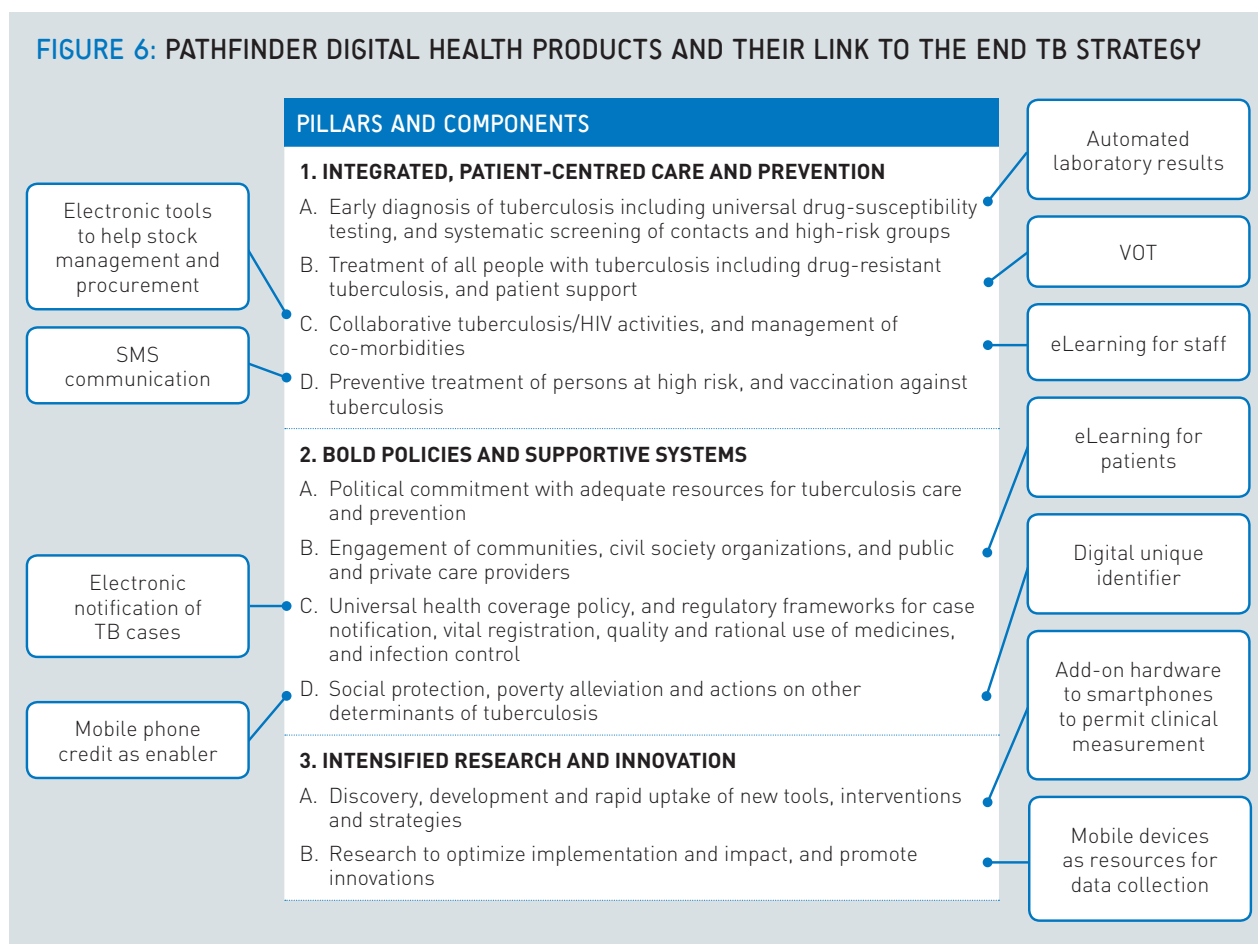 FIGURE 6: PATHFINDER DIGITAL HEALTH PRODUCTS AND THEIR LINK TO THE END TB STRATEGY
Electronic tools
to help stock
management and
procurement
SMS
communication
Electronic
notification of
TB cases
Mobile phone
credit as enabler
PILLARS AND COMPONENTS
1. INTEGRATED, PATIENT-CENTRED CARE AND PREVENTION
A. Early diagnosis of tuberculosis including universal drug-susceptibility
testing, and systematic screening of contacts and high-risk groups
B. Treatment of all people with tuberculosis including drug-resistant
tuberculosis, and patient support
C. Collaborative tuberculosis/HIV activities, and management of
co-morbidities
D. Preventive treatment of persons at high risk, and vaccination against
tuberculosis
2. BOLD POLICIES AND SUPPORTIVE SYSTEMS
A. Political commitment with adequate resources for tuberculosis care
and prevention
B. Engagement of communities, civil society organizations, and public
and private care providers
C. Universal health coverage policy, and regulatory frameworks for case
notification, vital registration, quality and rational use of medicines,
and infection control
D. Social protection, poverty alleviation and actions on other
determinants of tuberculosis
3. INTENSIFIED RESEARCH AND INNOVATION
A. Discovery, development and rapid uptake of new tools, interventions
and strategies
B. Research to optimize implementation and impact, and promote
innovations
Automated
laboratory results
VOT
eLearning for staff
eLearning for
patients
Digital unique
identifier
Add-on hardware
to smartphones
to permit clinical
measurement
Mobile devices
as resources for
data collection